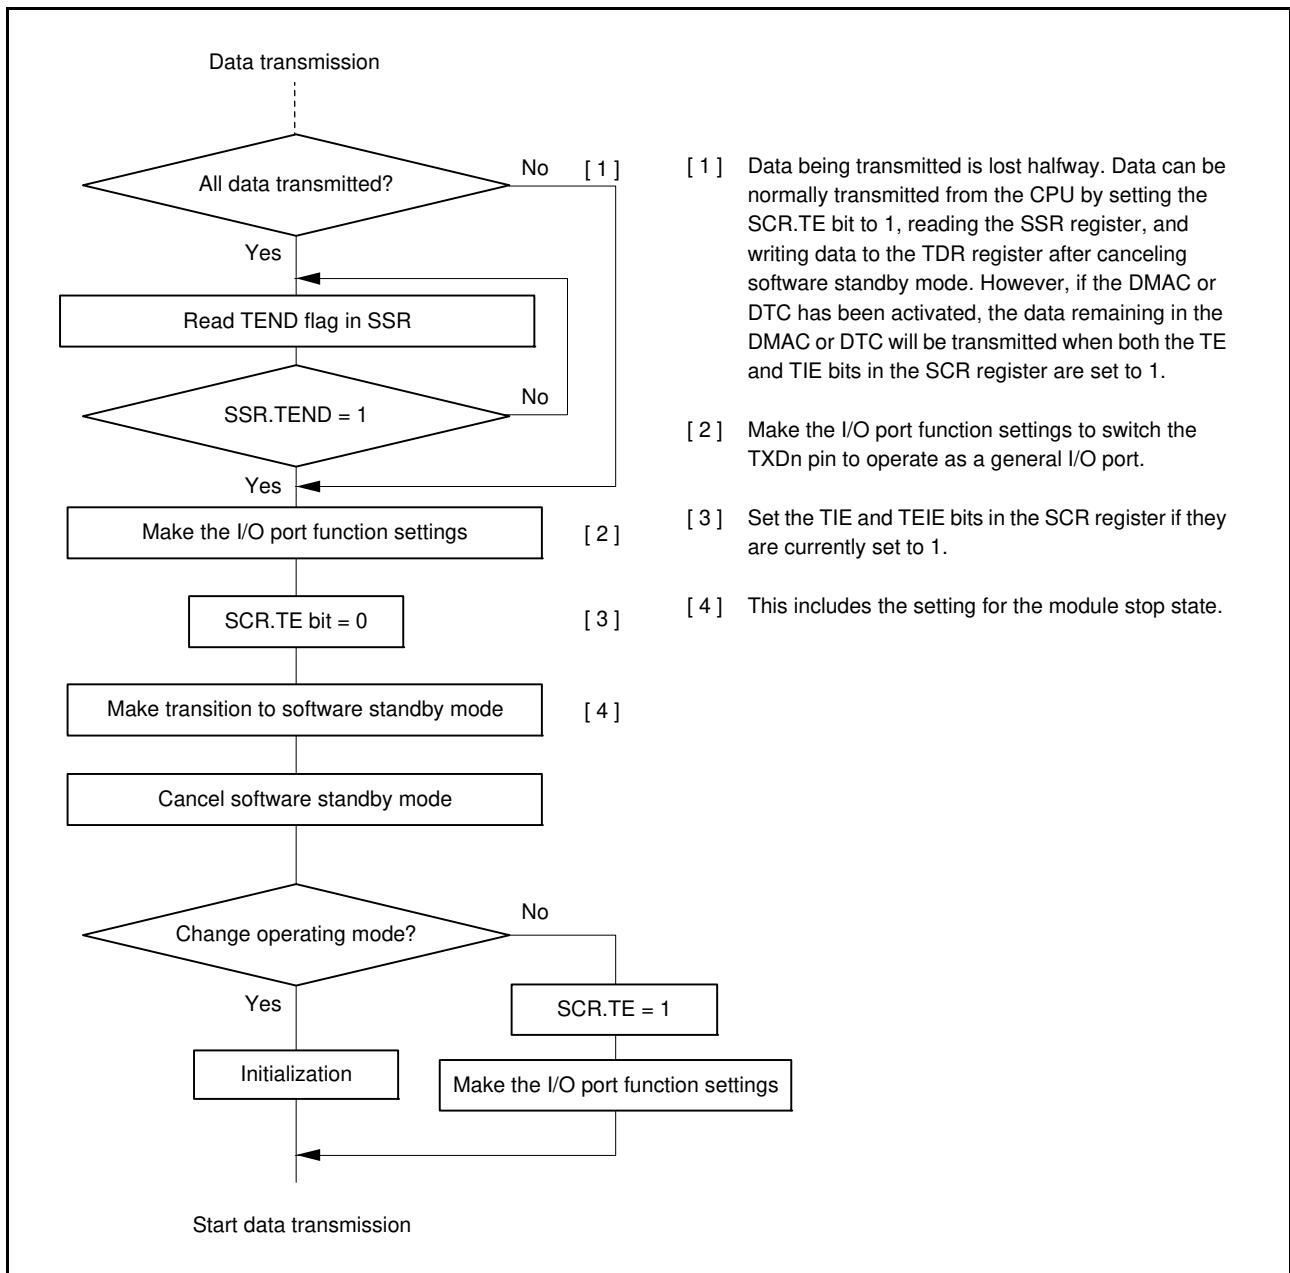 Data transmission
All data transmitted?
No
[ 1 ]
Yes
Read TEND flag in SSR
SSR.TEND = 1
No
Yes
Make the I/O port function settings
[ 2 ]
SCR.TE bit = 0
[ 3 ]
Make transition to software standby mode
[ 4 ]
Cancel software standby mode
Change operating mode?
No
Yes
SCR.TE = 1
Initialization
Make the I/O port function settings
Start data transmission
[ 1 ] Data being transmitted is lost halfway. Data can be
normally transmitted from the CPU by setting the
SCR.TE bit to 1, reading the SSR register, and
writing data to the TDR register after canceling
software standby mode. However, if the DMAC or
DTC has been activated, the data remaining in the
DMAC or DTC will be transmitted when both the TE
and TIE bits in the SCR register are set to 1.
[ 2 ] Make the I/O port function settings to switch the
TXDn pin to operate as a general I/O port.
[ 3 ] Set the TIE and TEIE bits in the SCR register if they
are currently set to 1.
[ 4 ] This includes the setting for the module stop state.